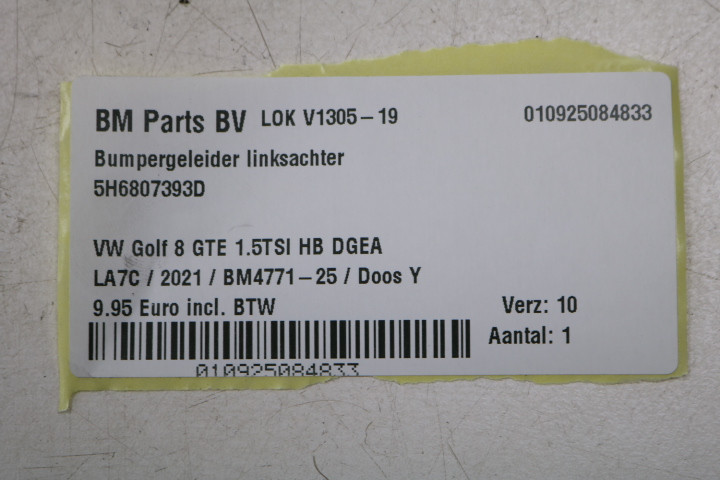 BM Parts BV LOK V1305-19 010925084833
Bumpergeleider linksachter
5H6807393D
VW Golf 8 GTE 1.5TSI HB DGEA
LA7C / 2021 / BM4771-25 / Doos Y
9.95 Euro incl. BTW Verz: 10
Aantal: 1
010925084833